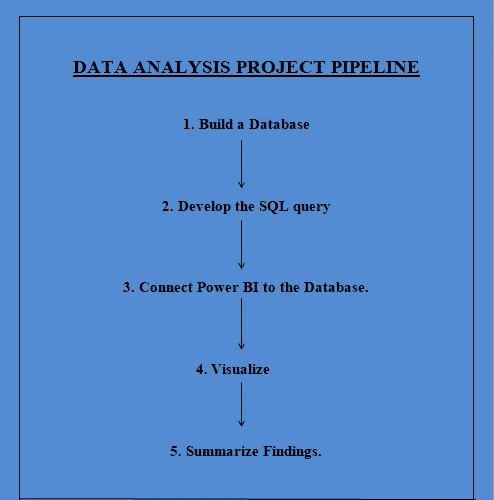 DATA ANALYSIS PROJECT PIPELINE
1. Build a Database
2. Develop the SQL query
3. Connect Power BI to the Database.
4. Visualize
5. Summarize Findings.